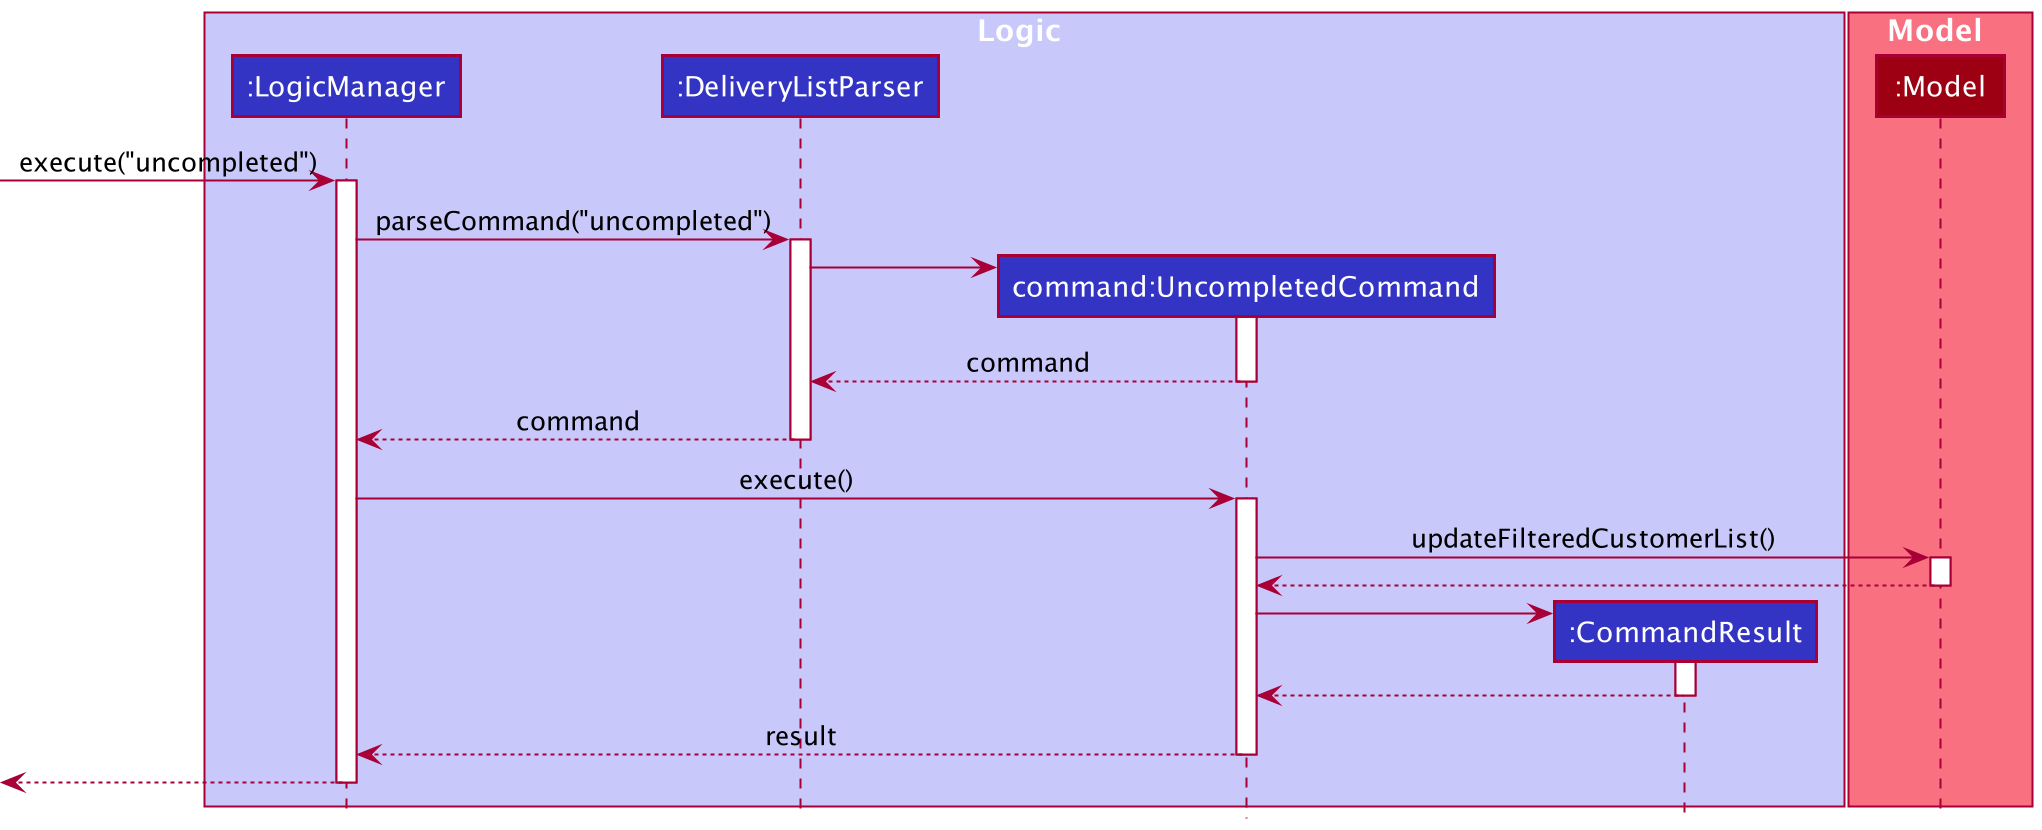 Logic
Model
:LogicManager
:DeliveryListParser
:Model
execute("uncompleted")
parseCommand("uncompleted")
command:UncompletedCommand
command
command
execute()
updateFilteredCustomerList()
:CommandResult
result